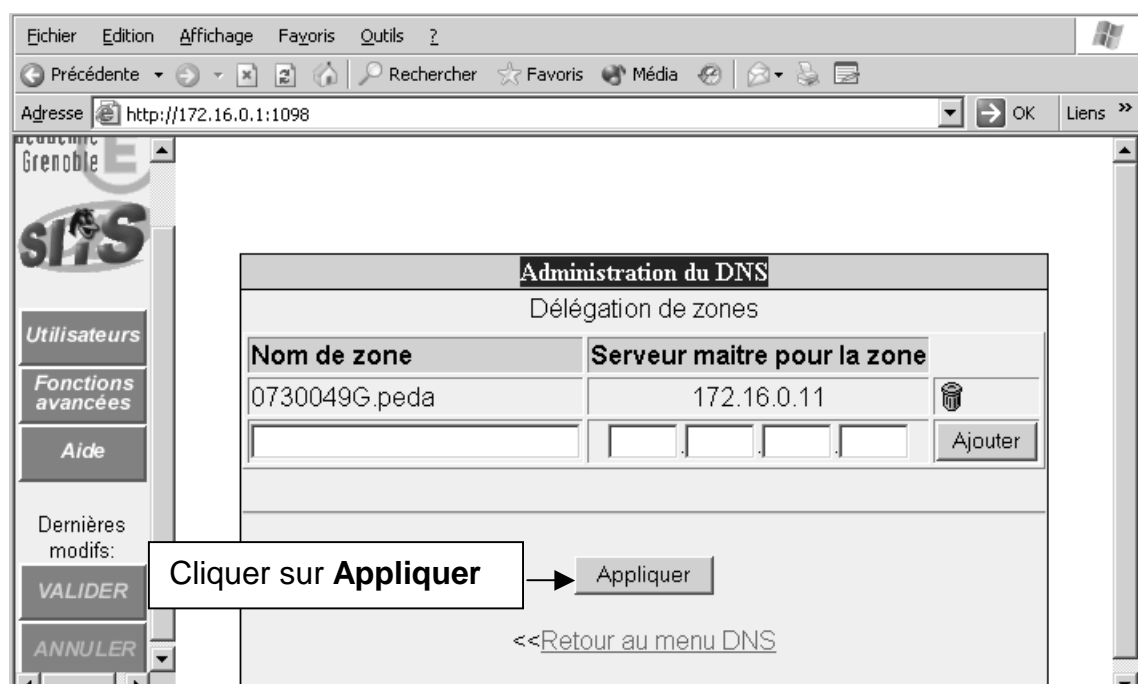 Fichier Edition Affichage Favoris Outils ?
Précédente Rechercher Favoris Média
Adresse http://172.16.0.1:1098 OK Liens »
Grenoble
SLIS
Utilisateurs
Fonctions
avancées
Aide
Dernières
modifs:
VALIDER
ANNULER
Administration du DNS
Délégation de zones
Nom de zone Serveur maitre pour la zone
0730049G.peda 172.16.0.11
. . . Ajouter
Cliquer sur Appliquer
Appliquer
<<Retour au menu DNS